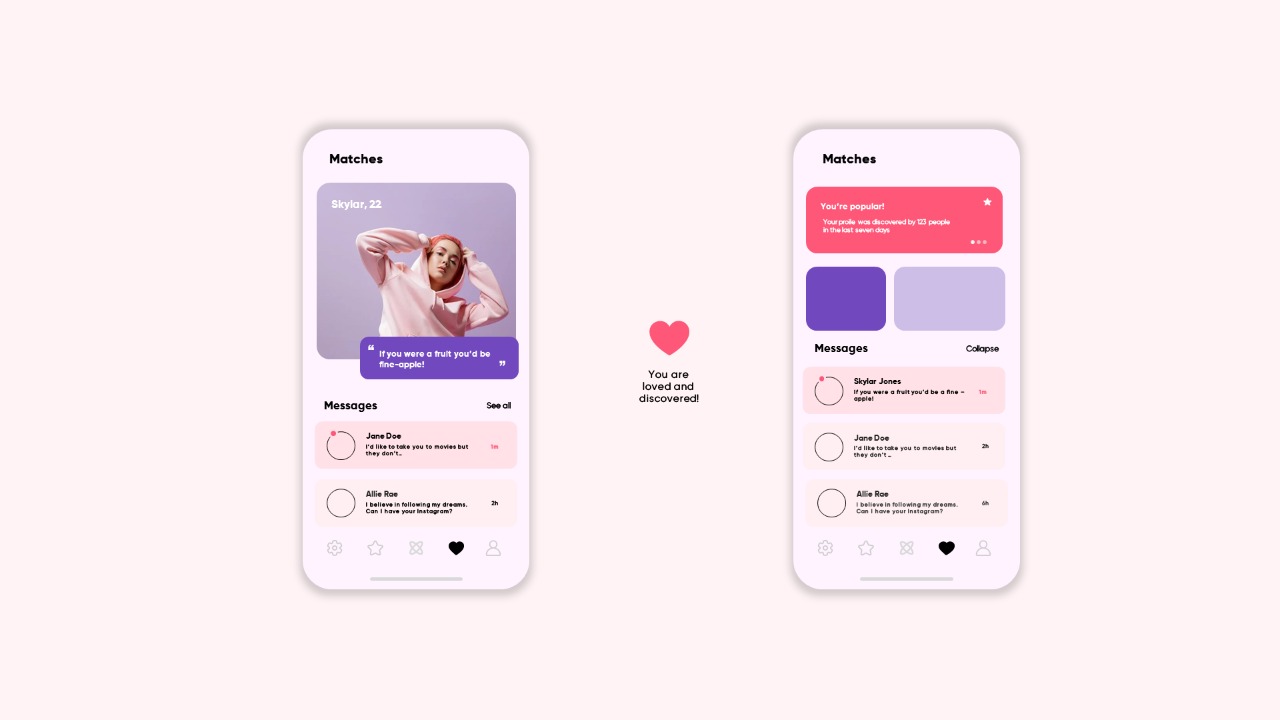 Matches
Skylar, 22
“
If you were a fruit you'd be
fine-apple!
”
Messages
See all
Jane Doe
I'd like to take you to movies but
they don't...
1m
Allie Rae
I believe in following my dreams.
Can I have your Instagram?
2h
You are
loved and
discovered!
Matches
You're popular!
Your proile was discovered by 123 people
in the last seven days
Messages
Collapse
Skylar Jones
If you were a fruit you'd be a fine –
apple!
1m
Jane Doe
I'd like to take you to movies but
they don't ...
2h
Allie Rae
I believe in following my dreams.
Can I have your Instagram?
6h